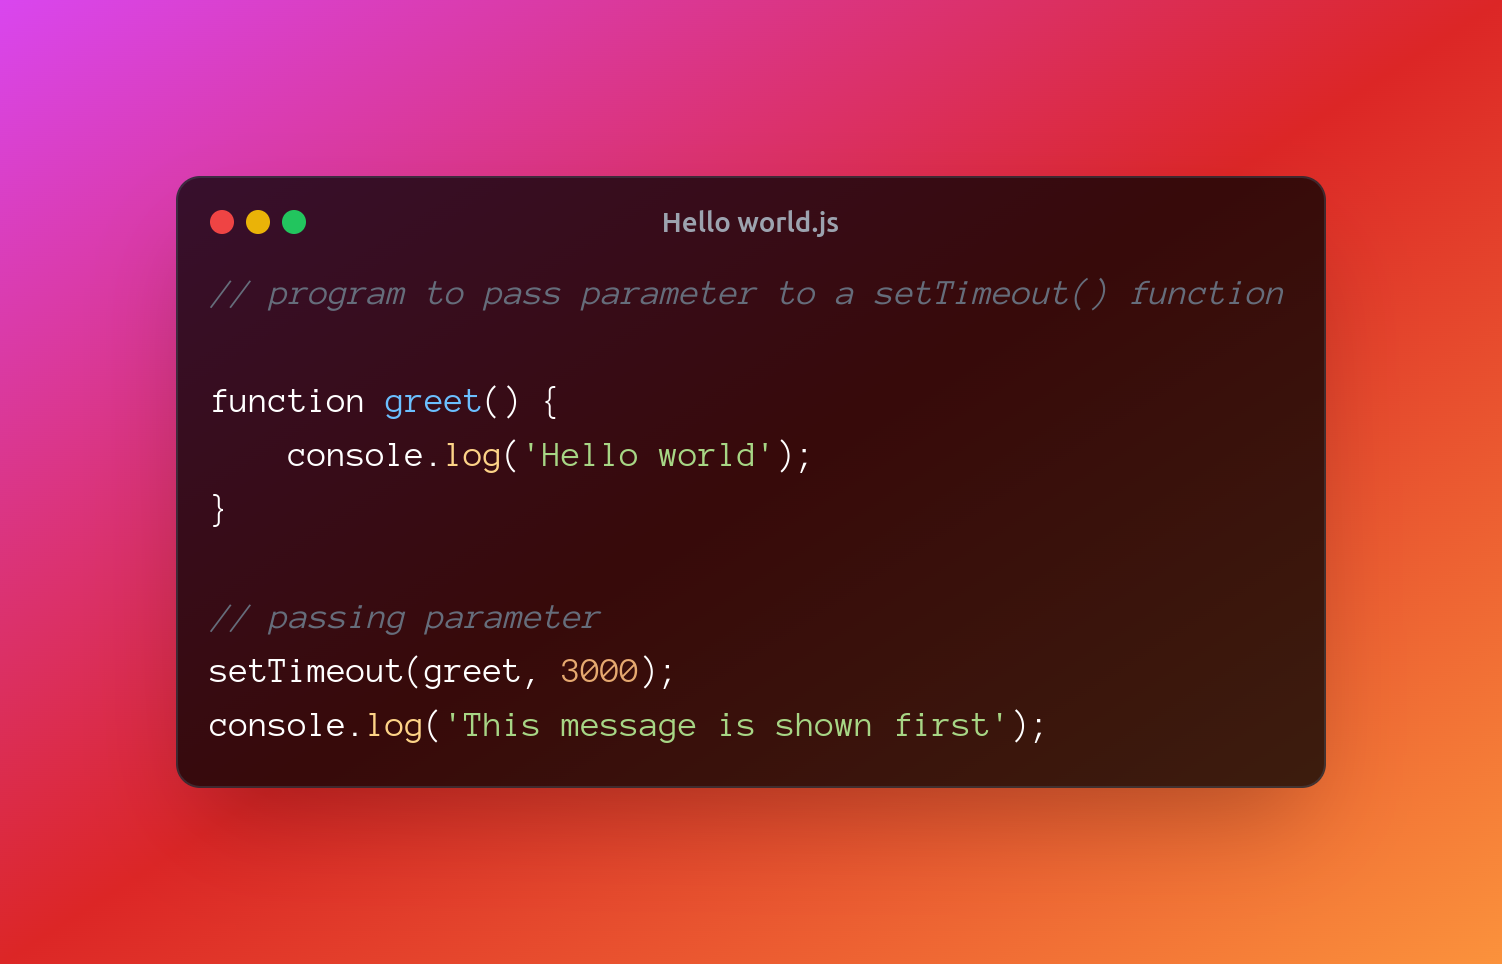 Hello world.js
// program to pass parameter to a setTimeout() function
function greet() {
    console.log('Hello world');
}
// passing parameter
setTimeout(greet, 3000);
console.log('This message is shown first');